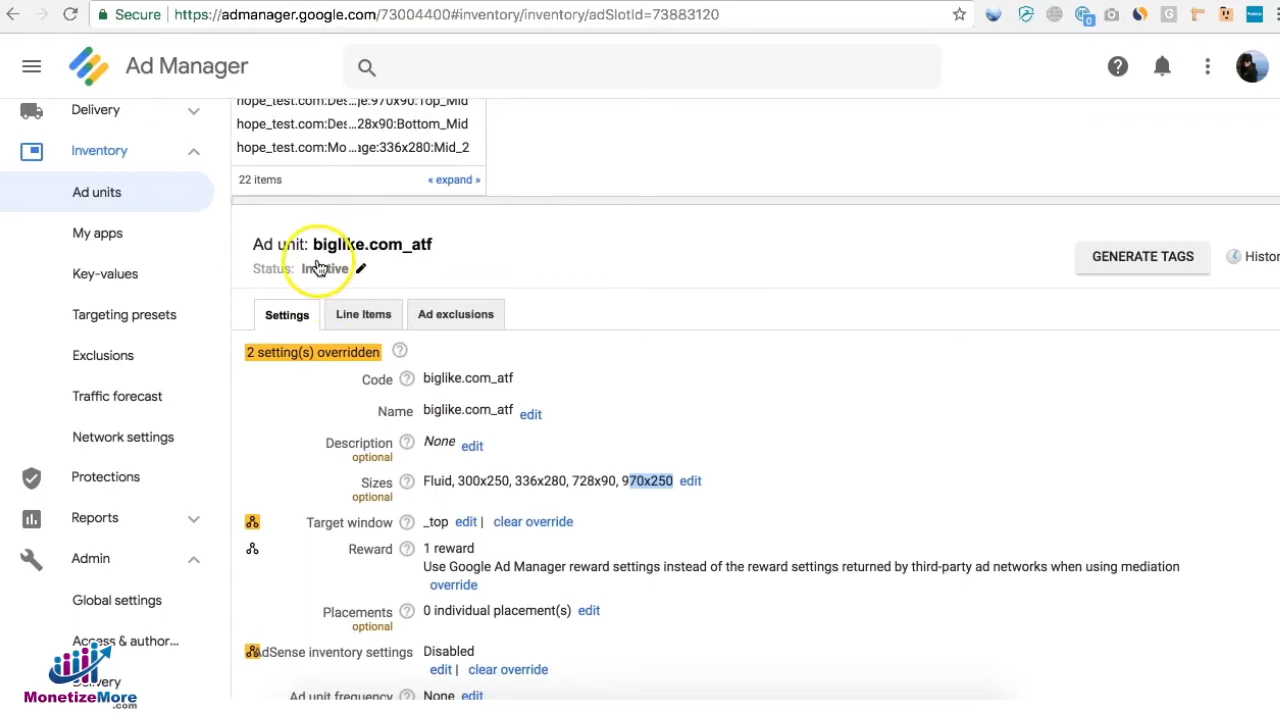 Secure | https://admanager.google.com/73004400#inventory/inventory/adSlotId=73883120
Ad Manager
Delivery
Inventory
Ad units
My apps
Key-values
Targeting presets
Exclusions
Traffic forecast
Network settings
Protections
Reports
Admin
Global settings
Access & author...
MonetizeMore
.com
hope_test.com:Des...je:970x90:Top_Mid
hope_test.com:Des...28x90:Bottom_Mid
hope_test.com:Mo...age:336x280:Mid_2
22 items « expand »
Ad unit: biglike.com_atf
Status: Inactive
GENERATE TAGS Histor
Settings Line Items Ad exclusions
2 setting(s) overridden
Code biglike.com_atf
Name biglike.com_atf edit
Description None edit
optional
Sizes Fluid, 300x250, 336x280, 728x90, 970x250 edit
optional
Target window _top edit | clear override
Reward 1 reward
Use Google Ad Manager reward settings instead of the reward settings returned by third-party ad networks when using mediation
override
Placements 0 individual placement(s) edit
optional
AdSense inventory settings Disabled
edit | clear override
Ad unit frequency None edit